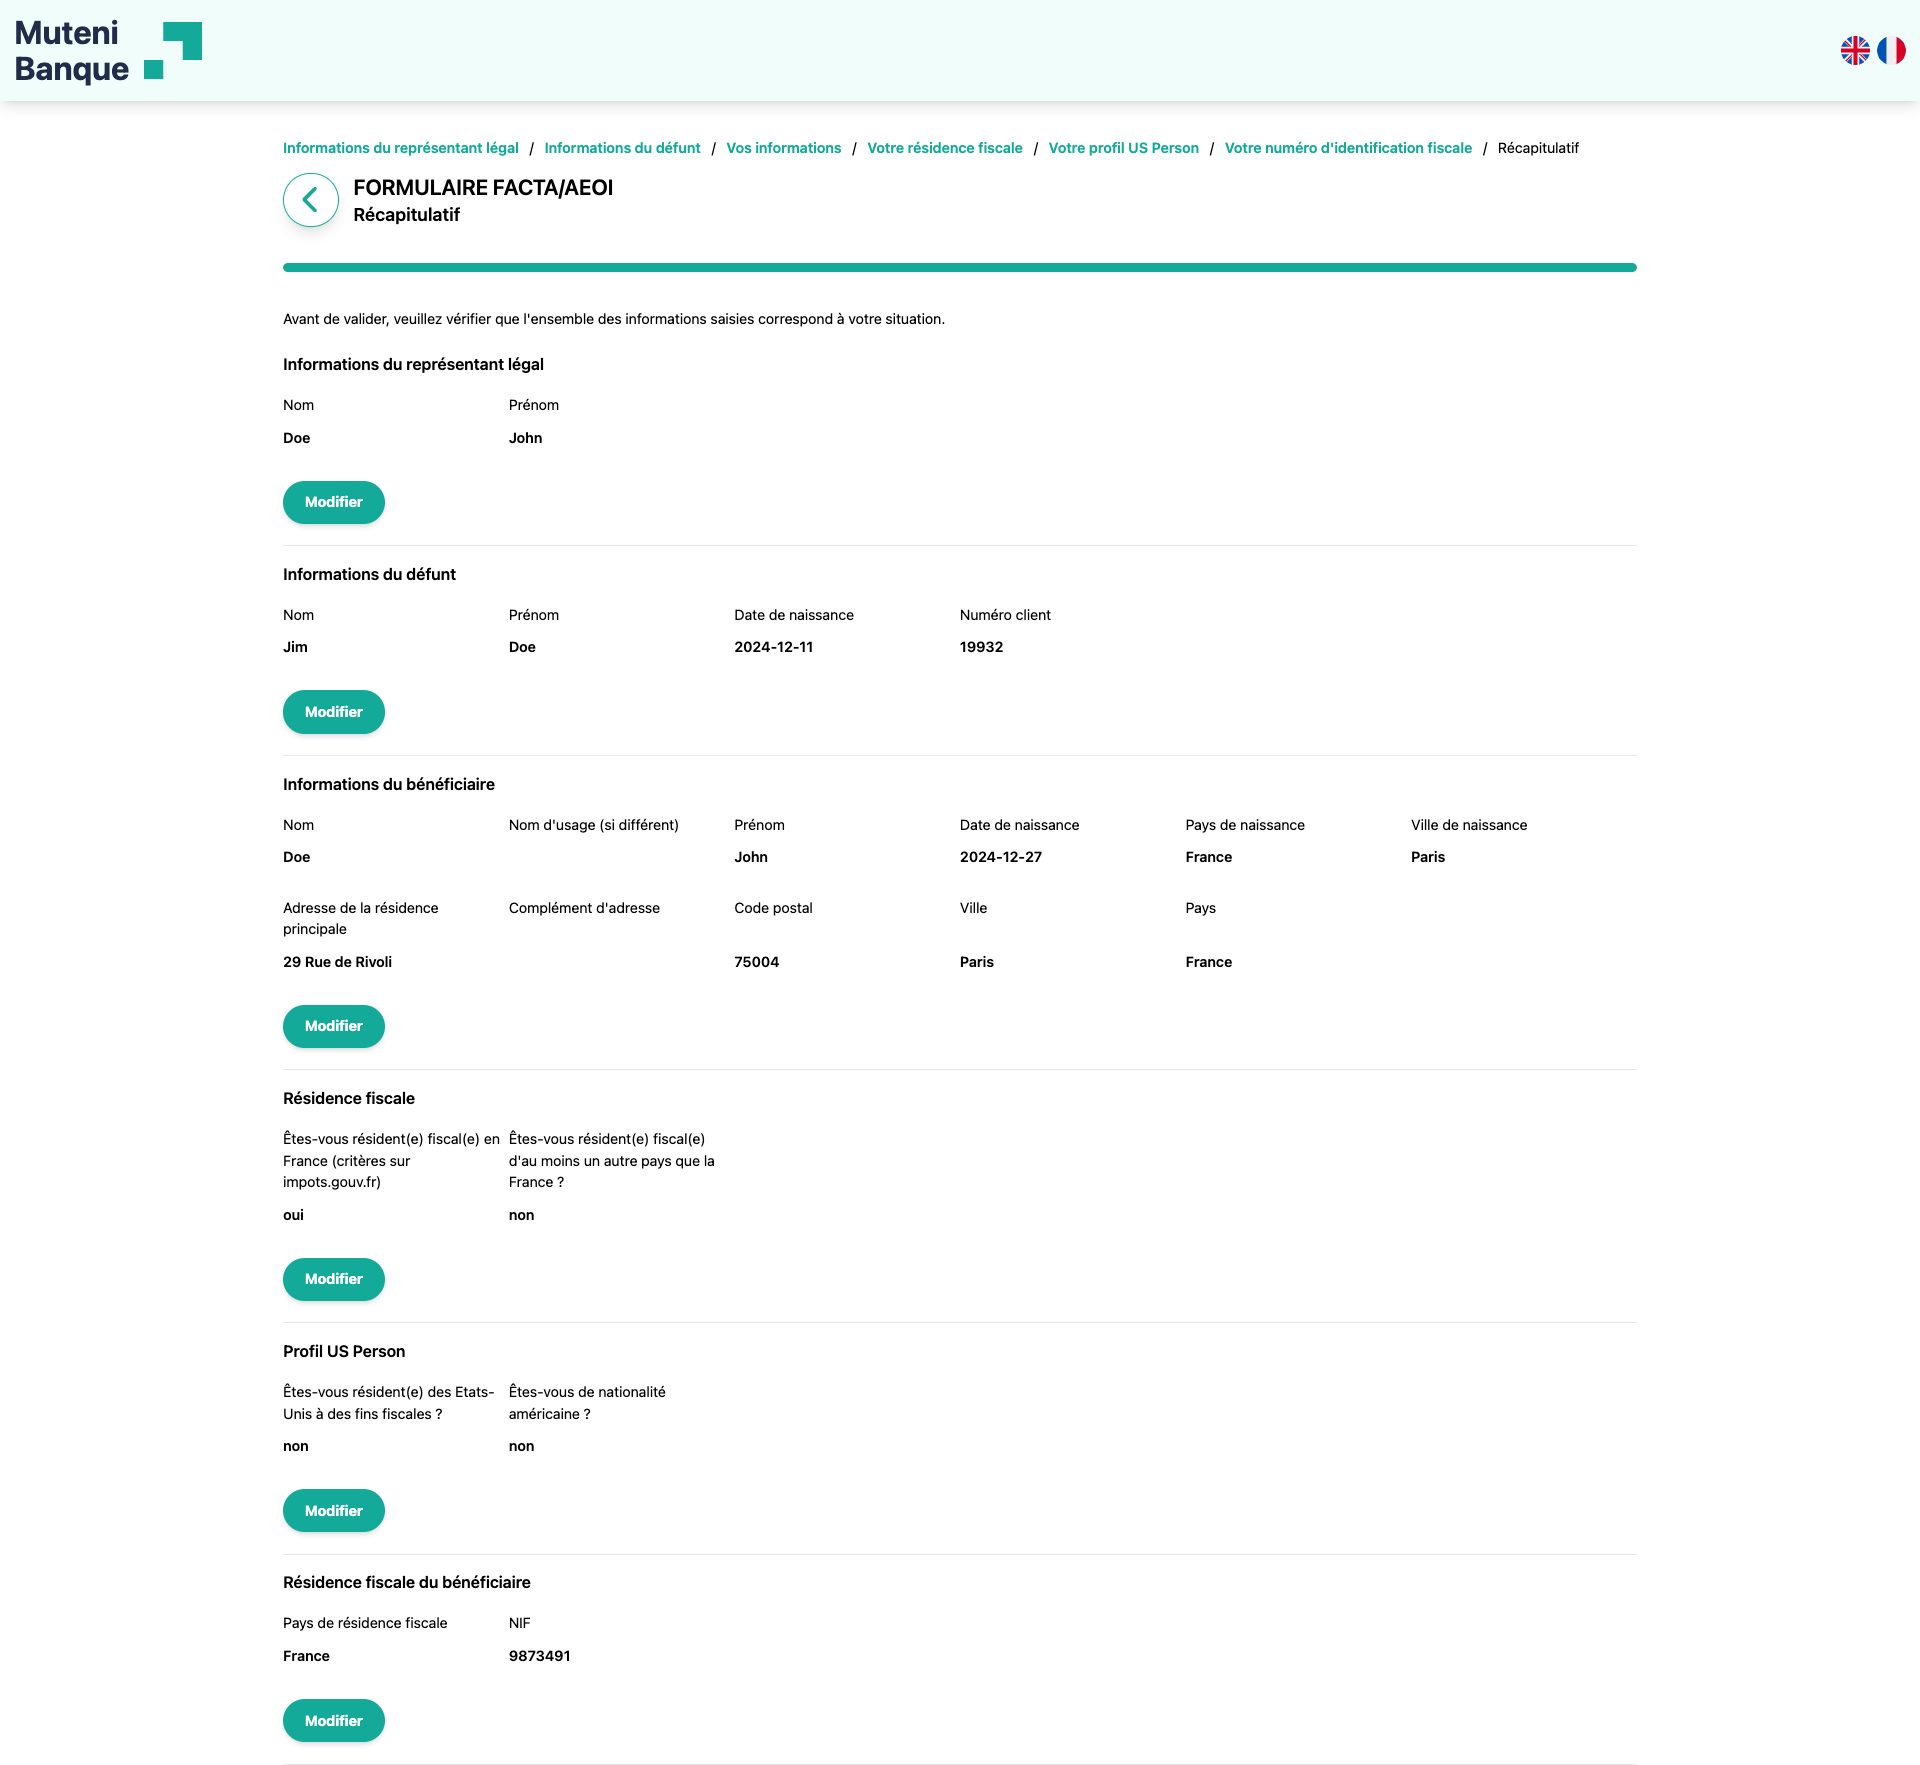 Muteni
Banque
Informations du représentant légal / Informations du défunt / Vos informations / Votre résidence fiscale / Votre profil US Person / Votre numéro d'identification fiscale / Récapitulatif
FORMULAIRE FACTA/AEOI
Récapitulatif
Avant de valider, veuillez vérifier que l'ensemble des informations saisies correspond à votre situation.
Informations du représentant légal
Nom Prénom
Doe John
Modifier
Informations du défunt
Nom Prénom Date de naissance Numéro client
Jim Doe 2024-12-11 19932
Modifier
Informations du bénéficiaire
Nom Nom d'usage (si différent) Prénom Date de naissance Pays de naissance Ville de naissance
Doe John 2024-12-27 France Paris
Adresse de la résidence Complément d'adresse Code postal Ville Pays
principale
29 Rue de Rivoli 75004 Paris France
Modifier
Résidence fiscale
Êtes-vous résident(e) fiscal(e) en Êtes-vous résident(e) fiscal(e)
France (critères sur d'au moins un autre pays que la
impots.gouv.fr) France ?
oui non
Modifier
Profil US Person
Êtes-vous résident(e) des Etats- Êtes-vous de nationalité
Unis à des fins fiscales ? américaine ?
non non
Modifier
Résidence fiscale du bénéficiaire
Pays de résidence fiscale NIF
France 9873491
Modifier